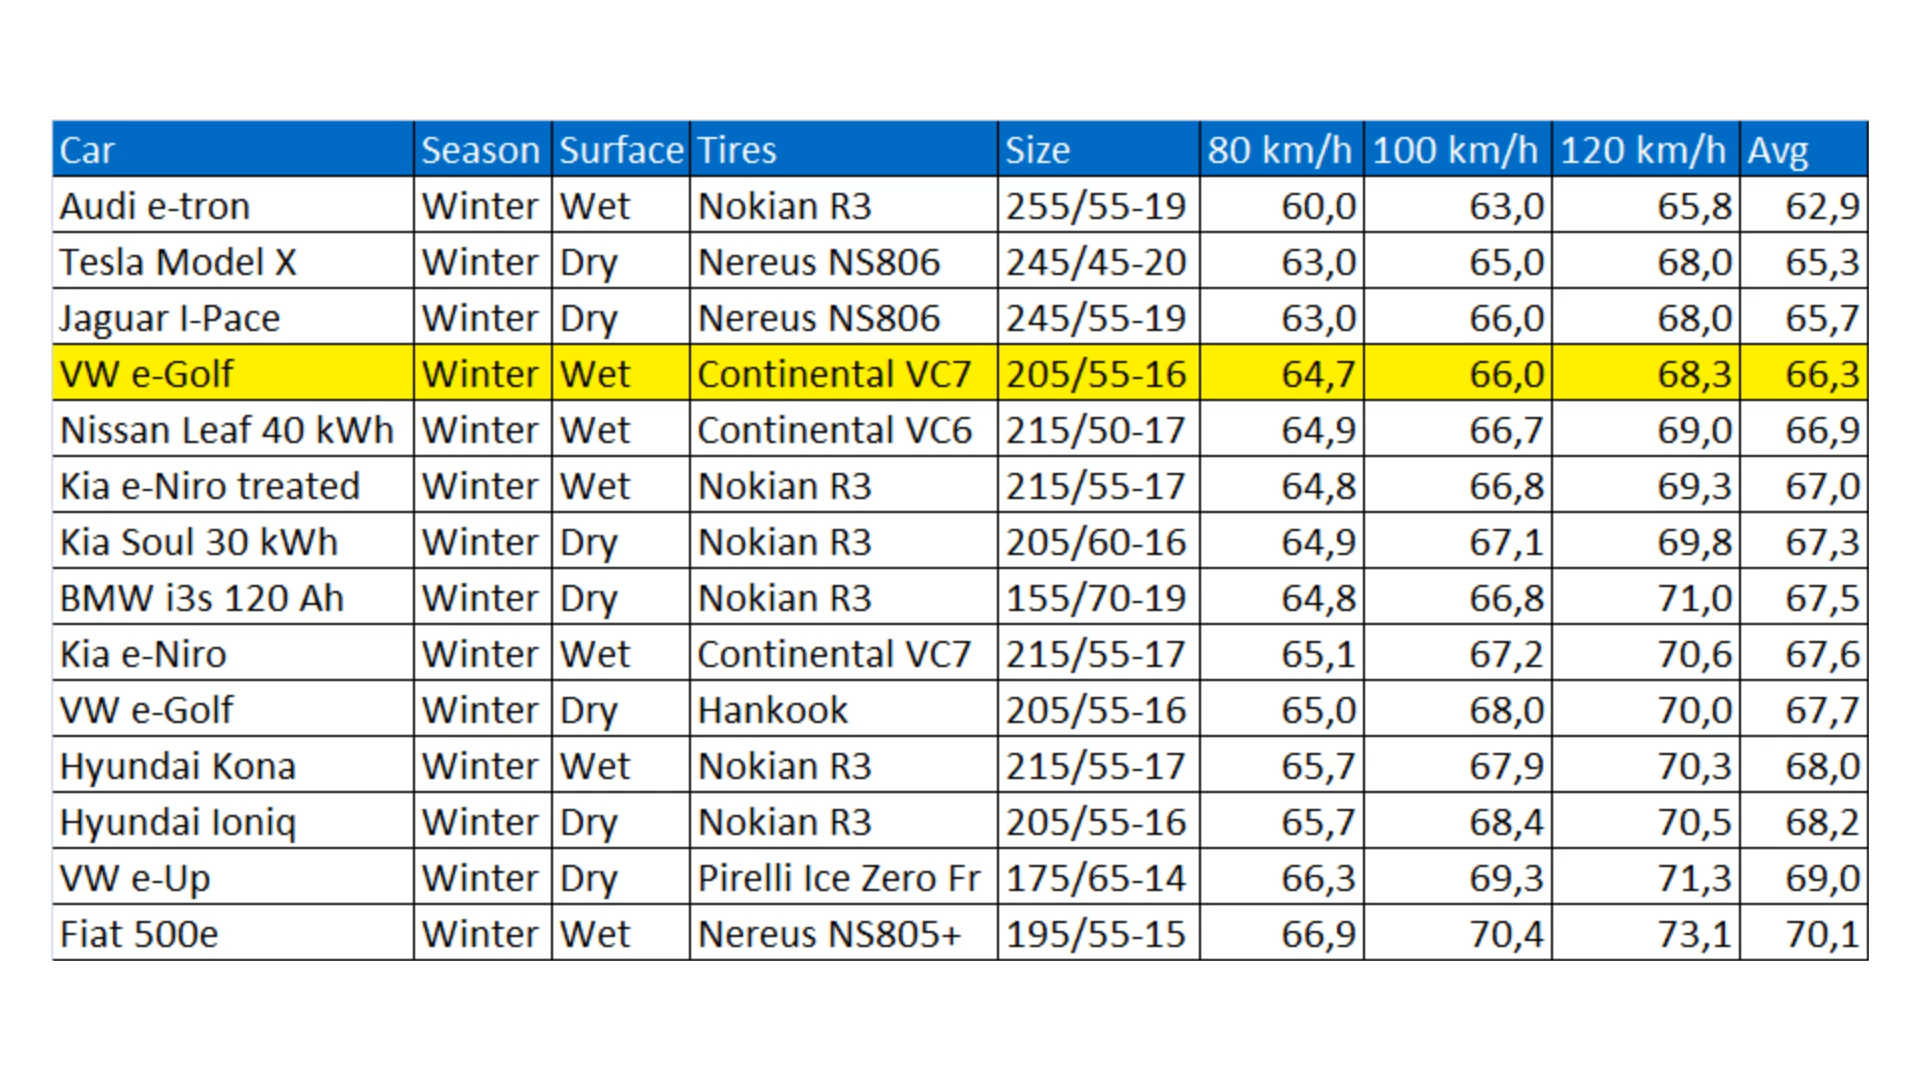 Car Season Surface Tires Size 80 km/h 100 km/h 120 km/h Avg
Audi e-tron Winter Wet Nokian R3 255/55-19 60,0 63,0 65,8 62,9
Tesla Model X Winter Dry Nereus NS806 245/45-20 63,0 65,0 68,0 65,3
Jaguar I-Pace Winter Dry Nereus NS806 245/55-19 63,0 66,0 68,0 65,7
VW e-Golf Winter Wet Continental VC7 205/55-16 64,7 66,0 68,3 66,3
Nissan Leaf 40 kWh Winter Wet Continental VC6 215/50-17 64,9 66,7 69,0 66,9
Kia e-Niro treated Winter Wet Nokian R3 215/55-17 64,8 66,8 69,3 67,0
Kia Soul 30 kWh Winter Dry Nokian R3 205/60-16 64,9 67,1 69,8 67,3
BMW i3s 120 Ah Winter Dry Nokian R3 155/70-19 64,8 66,8 71,0 67,5
Kia e-Niro Winter Wet Continental VC7 215/55-17 65,1 67,2 70,6 67,6
VW e-Golf Winter Dry Hankook 205/55-16 65,0 68,0 70,0 67,7
Hyundai Kona Winter Wet Nokian R3 215/55-17 65,7 67,9 70,3 68,0
Hyundai Ioniq Winter Dry Nokian R3 205/55-16 65,7 68,4 70,5 68,2
VW e-Up Winter Dry Pirelli Ice Zero Fr 175/65-14 66,3 69,3 71,3 69,0
Fiat 500e Winter Wet Nereus NS805+ 195/55-15 66,9 70,4 73,1 70,1